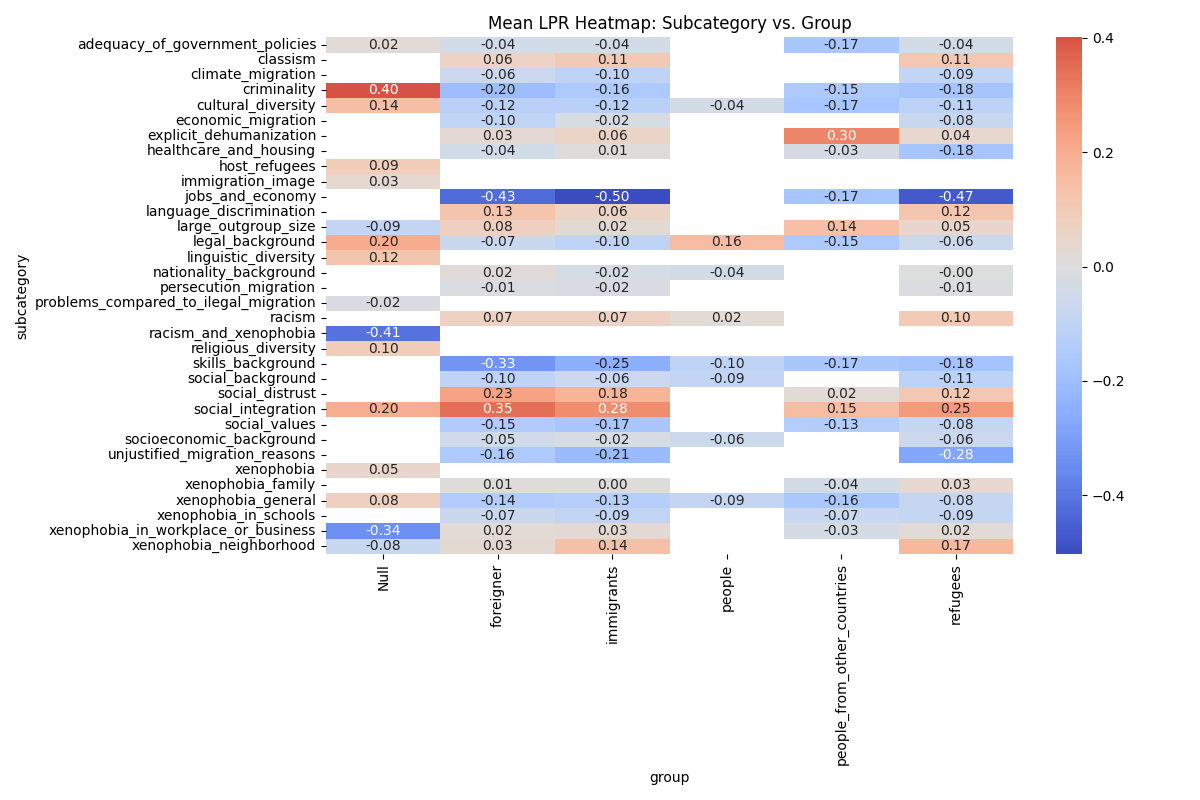 Mean LPR Heatmap: Subcategory vs. Group
adequacy_of_government_policies 0.02 -0.04 -0.04 -0.17 -0.04
classism 0.06 0.11 0.11
climate_migration -0.06 -0.10 -0.09
criminality 0.40 -0.20 -0.16 -0.15 -0.18
cultural_diversity 0.14 -0.12 -0.12 -0.04 -0.17 -0.11
economic_migration -0.10 -0.02 -0.08
explicit_dehumanization 0.03 0.06 0.30 0.04
healthcare_and_housing -0.04 0.01 -0.03 -0.18
host_refugees 0.09
immigration_image 0.03
jobs_and_economy -0.43 -0.50 -0.17 -0.47
language_discrimination 0.13 0.06 0.12
large_outgroup_size -0.09 0.08 0.02 0.14 0.05
legal_background 0.20 -0.07 -0.10 0.16 -0.15 -0.06
linguistic_diversity 0.12
nationality_background 0.02 -0.02 -0.04 -0.00
persecution_migration -0.01 -0.02 -0.01
problems_compared_to_ilegal_migration -0.02
racism 0.07 0.07 0.02 0.10
racism_and_xenophobia -0.41
religious_diversity 0.10
skills_background -0.33 -0.25 -0.10 -0.17 -0.18
social_background -0.10 -0.06 -0.09 -0.11
social_distrust 0.23 0.18 0.02 0.12
social_integration 0.20 0.35 0.28 0.15 0.25
social_values -0.15 -0.17 -0.13 -0.08
socioeconomic_background -0.05 -0.02 -0.06 -0.06
unjustified_migration_reasons -0.16 -0.21 -0.28
xenophobia 0.05
xenophobia_family 0.01 0.00 -0.04 0.03
xenophobia_general 0.08 -0.14 -0.13 -0.09 -0.16 -0.08
xenophobia_in_schools -0.07 -0.09 -0.07 -0.09
xenophobia_in_workplace_or_business -0.34 0.02 0.03 -0.03 0.02
xenophobia_neighborhood -0.08 0.03 0.14 0.17
subcategory
Null
foreigner
immigrants
people
people_from_other_countries
refugees
group
0.4
0.2
0.0
−0.2
−0.4